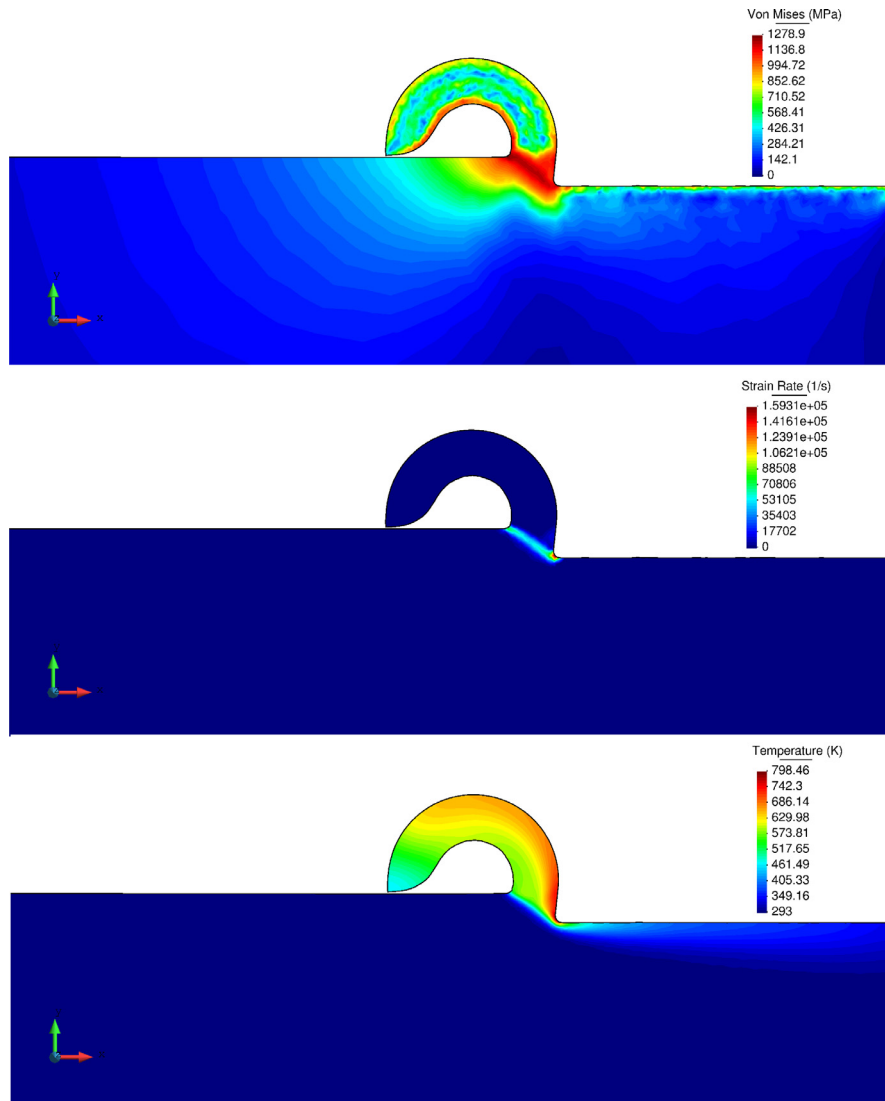 Von Mises (MPa)
1278.9
1136.8
994.72
852.62
710.52
568.41
426.31
284.21
142.1
0
Y
X
Strain Rate (1/s)
1.5931e+05
1.4161e+05
1.2391e+05
1.0621e+05
88508
70806
53105
35403
17702
0
Temperature (K)
798.46
742.3
686.14
629.98
573.81
517.65
461.49
405.33
349.16
293